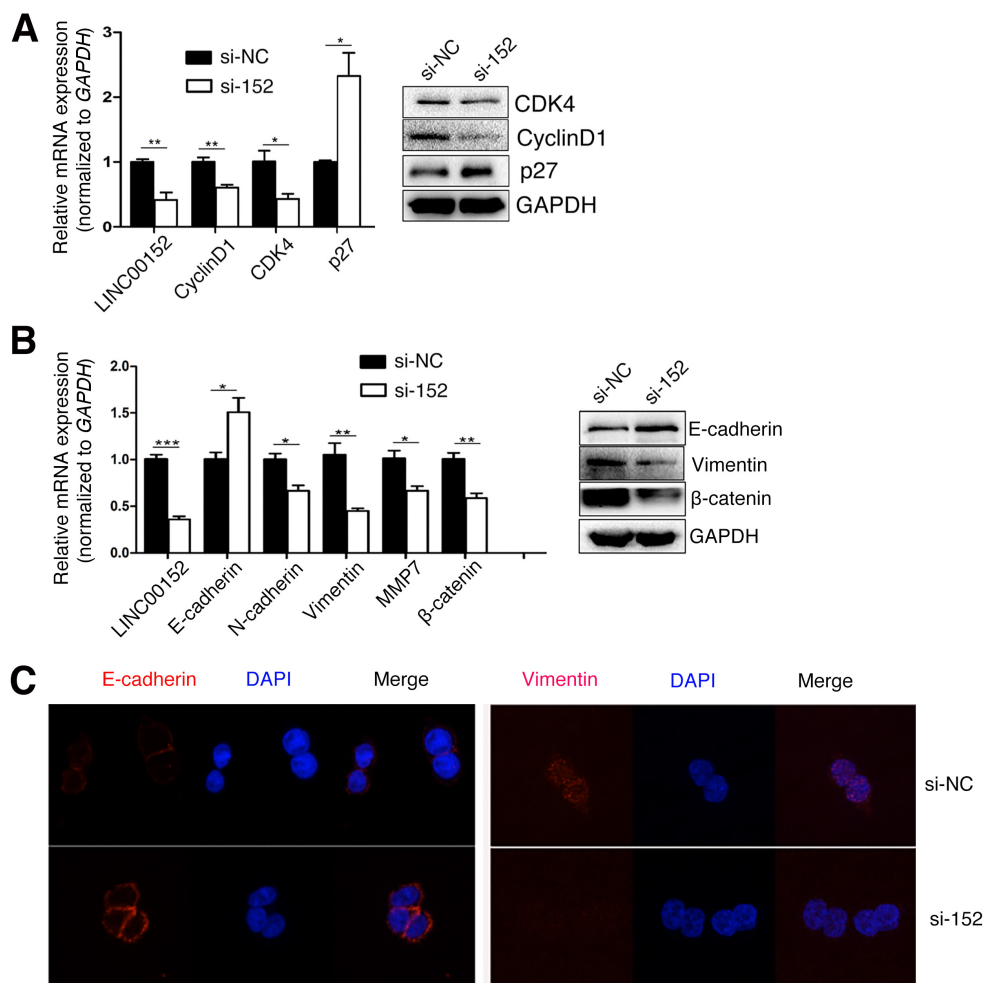 A
Relative mRNA expression
(normalized to GAPDH)
3
2
1
0
si-NC
si-152
**
**
*
*
LINC00152
CyclinD1
CDK4
p27
si-NC
si-152
CDK4
CyclinD1
p27
GAPDH
B
Relative mRNA expression
(normalized to GAPDH)
2.0
1.5
1.0
0.5
0.0
si-NC
si-152
***
*
*
**
*
**
LINC00152
E-cadherin
N-cadherin
Vimentin
MMP7
β-catenin
si-NC
si-152
E-cadherin
Vimentin
β-catenin
GAPDH
C
E-cadherin DAPI Merge
Vimentin DAPI Merge
si-NC
si-152